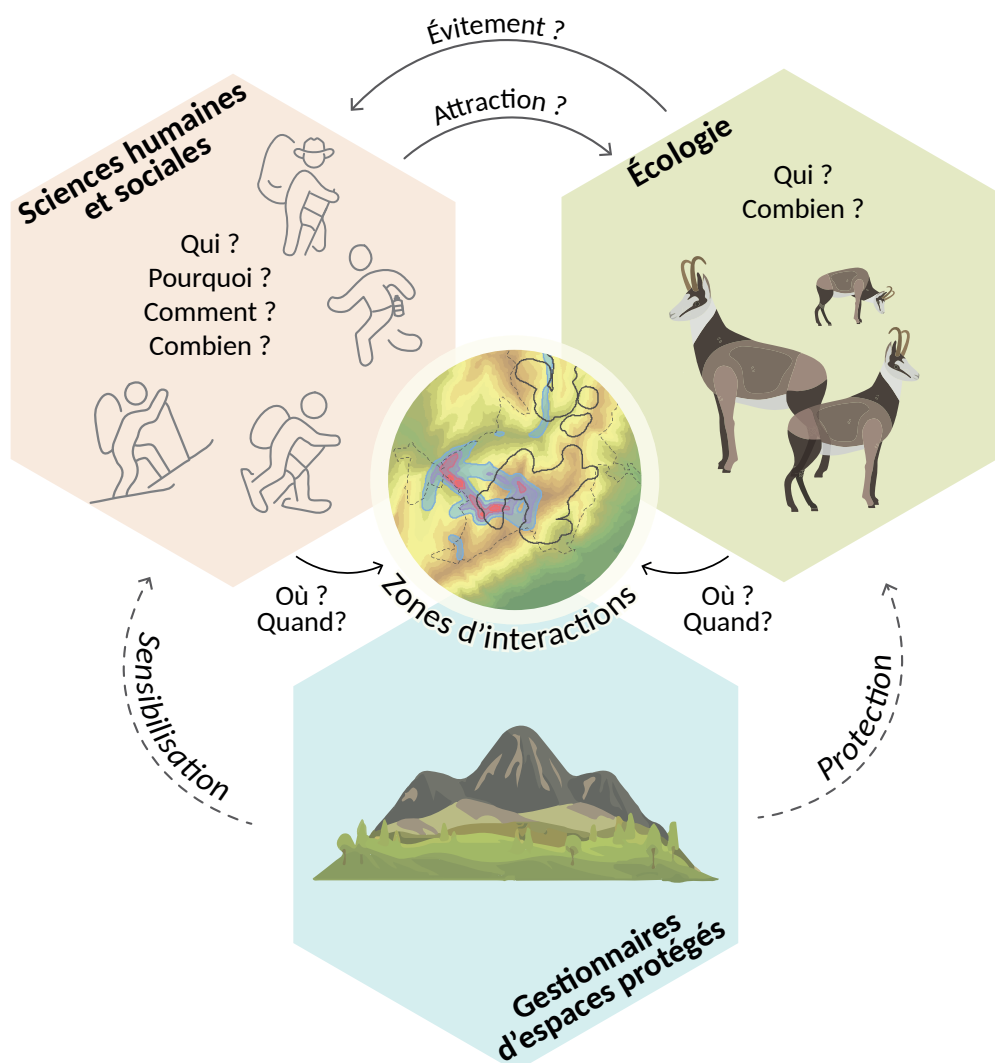 Évitement ?
Attraction ?
Sciences humaines
et sociales
Qui ?
Pourquoi ?
Comment ?
Combien ?
Écologie
Qui ?
Combien ?
Où ?
Quand?
Zones d'interactions
Où ?
Quand?
Sensibilisation
Protection
Gestionnaires
d'espaces protégés